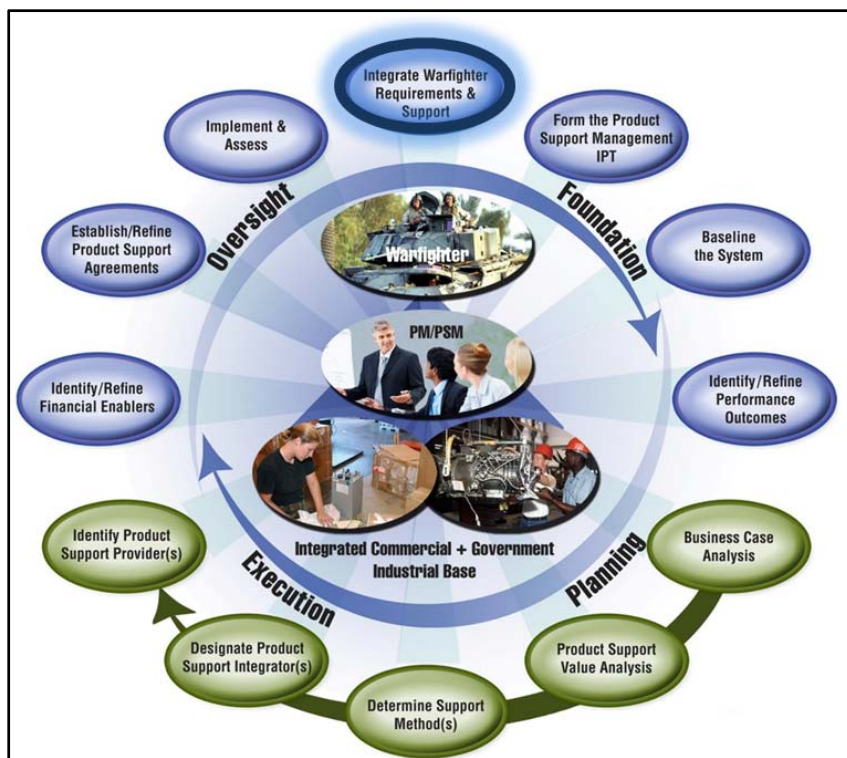 Integrate Warfighter
Requirements &
Support
Form the Product
Support Management
IPT
Baseline
the System
Identify/Refine
Performance
Outcomes
Business Case
Analysis
Product Support
Value Analysis
Determine Support
Method(s)
Designate Product
Support Integrator(s)
Identify Product
Support Provider(s)
Identify/Refine
Financial Enablers
Establish/Refine
Product Support
Agreements
Implement &
Assess
Oversight
Foundation
Planning
Execution
Warfighter
PM/PSM
Integrated Commercial + Government
Industrial Base